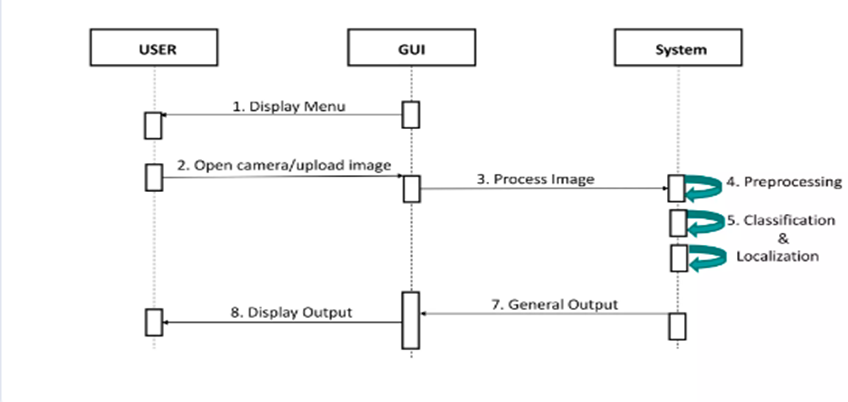 USER
GUI
System
1. Display Menu
2. Open camera/upload image
3. Process Image
4. Preprocessing
5. Classification
&
Localization
7. General Output
8. Display Output